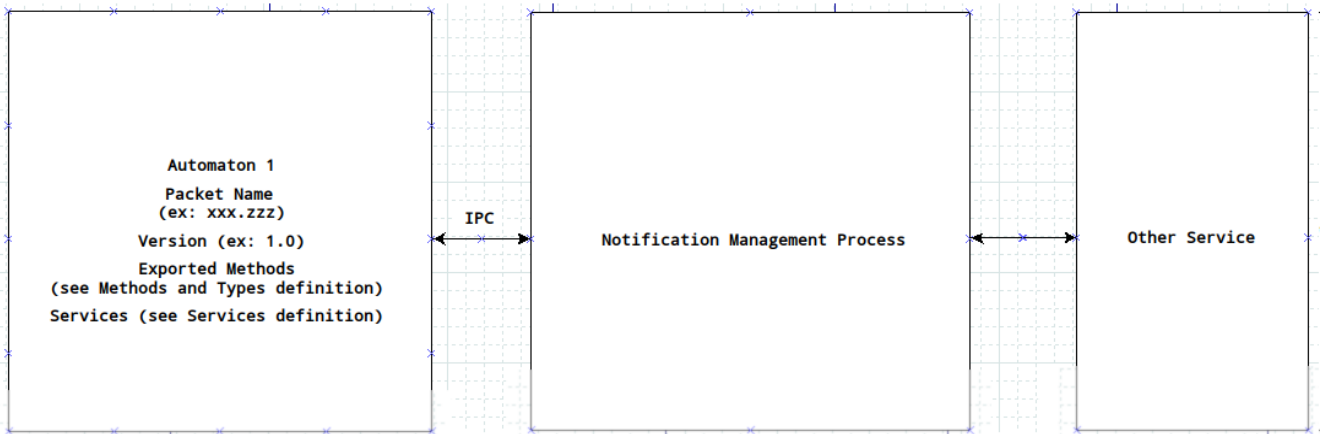 Automaton 1
Packet Name
(ex: xxx.zzz)
Version (ex: 1.0)
Exported Methods
(see Methods and Types definition)
Services (see Services definition)
IPC
Notification Management Process
Other Service